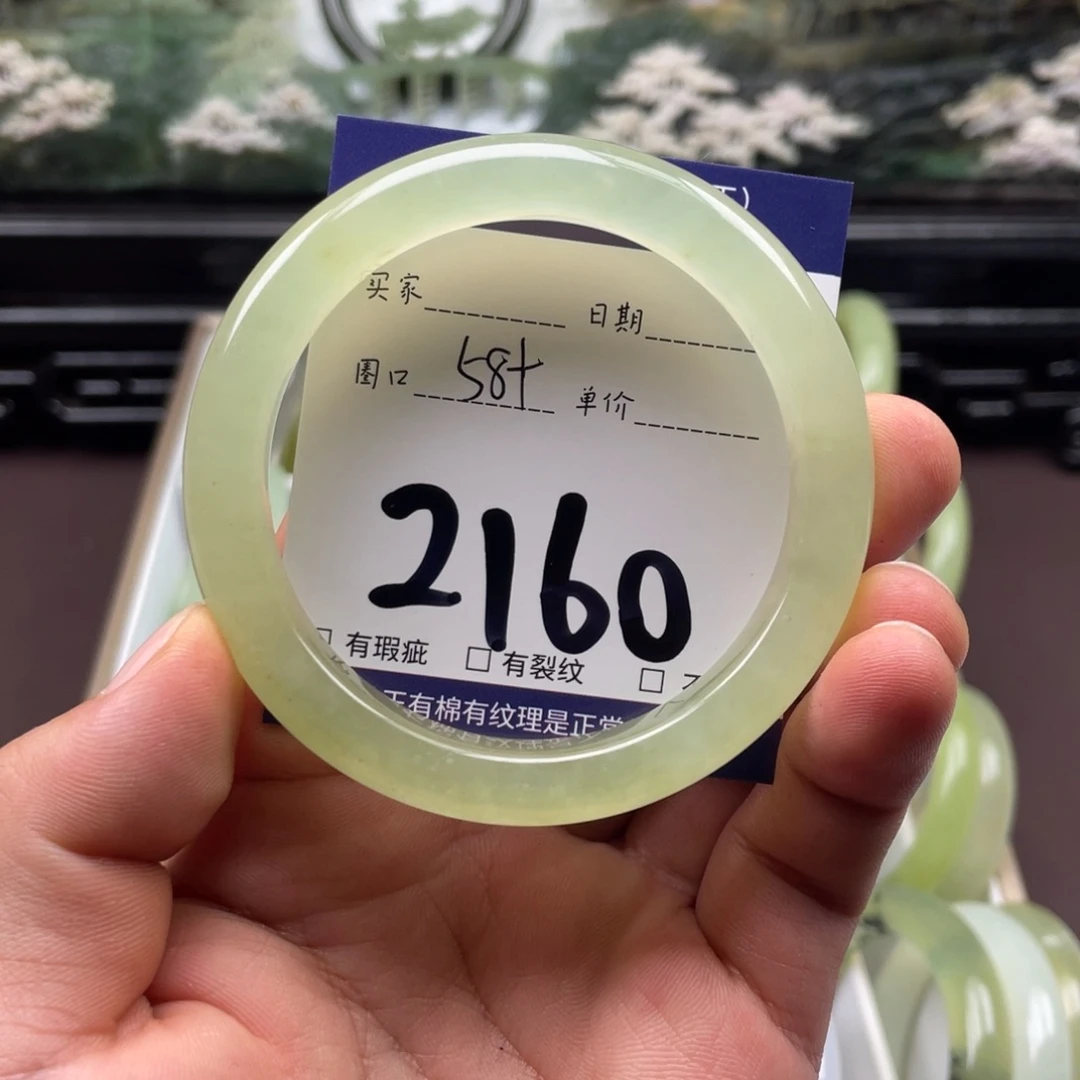 买家 日期
圈口 58+ 单价
2160
□ 有瑕疵 □ 有裂纹 □
有棉有纹理是正常